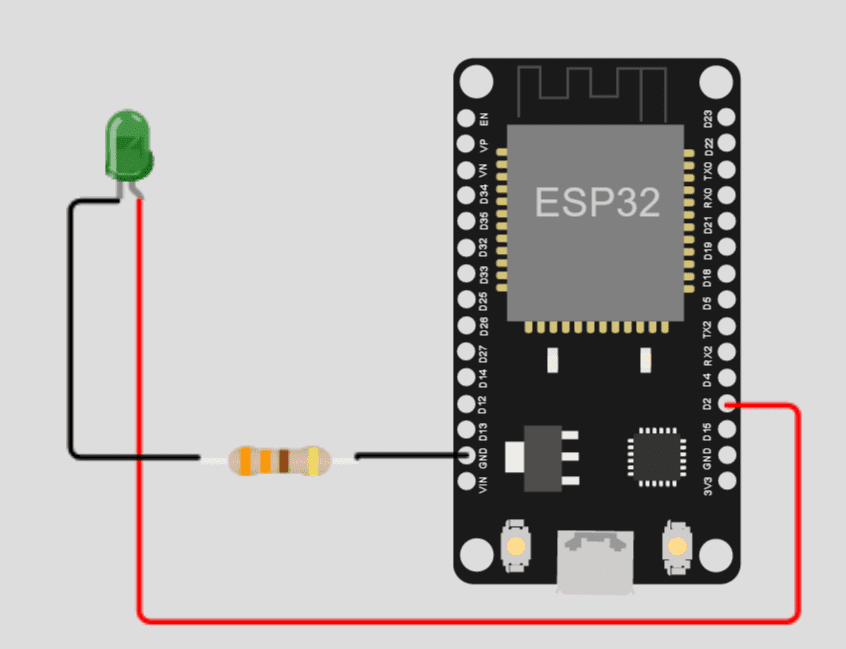 ESP32
EN
VP
VN
D34
D35
D32
D33
D25
D26
D27
D14
D12
D13
GND
VIN
D23
D22
TX0
RX0
D21
D19
D18
D5
TX2
RX2
D4
D2
D15
GND
3V3